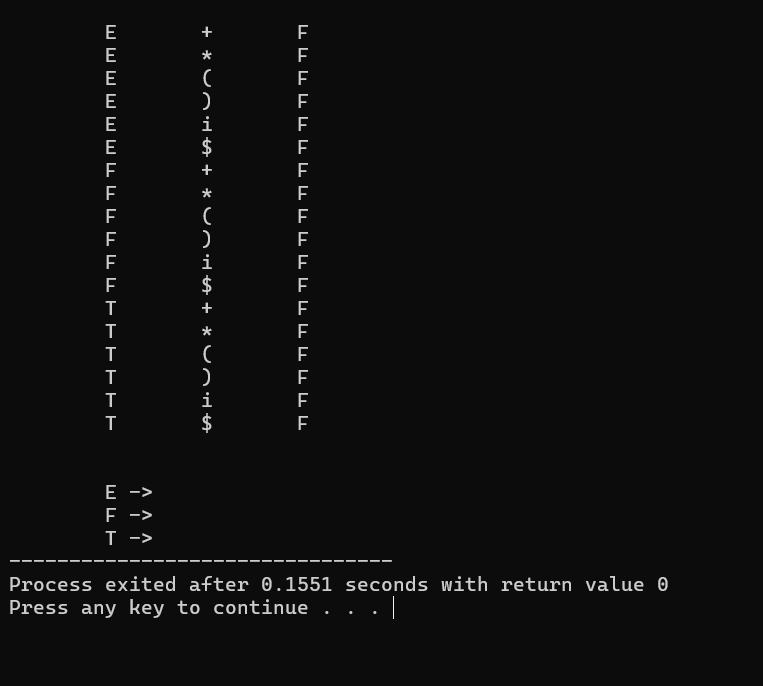 E + F
E * F
E ( F
E ) F
E i F
E $ F
F + F
F * F
F ( F
F ) F
F i F
F $ F
T + F
T * F
T ( F
T ) F
T i F
T $ F
E ->
F ->
T ->
--------------------------------
Process exited after 0.1551 seconds with return value 0
Press any key to continue . . .